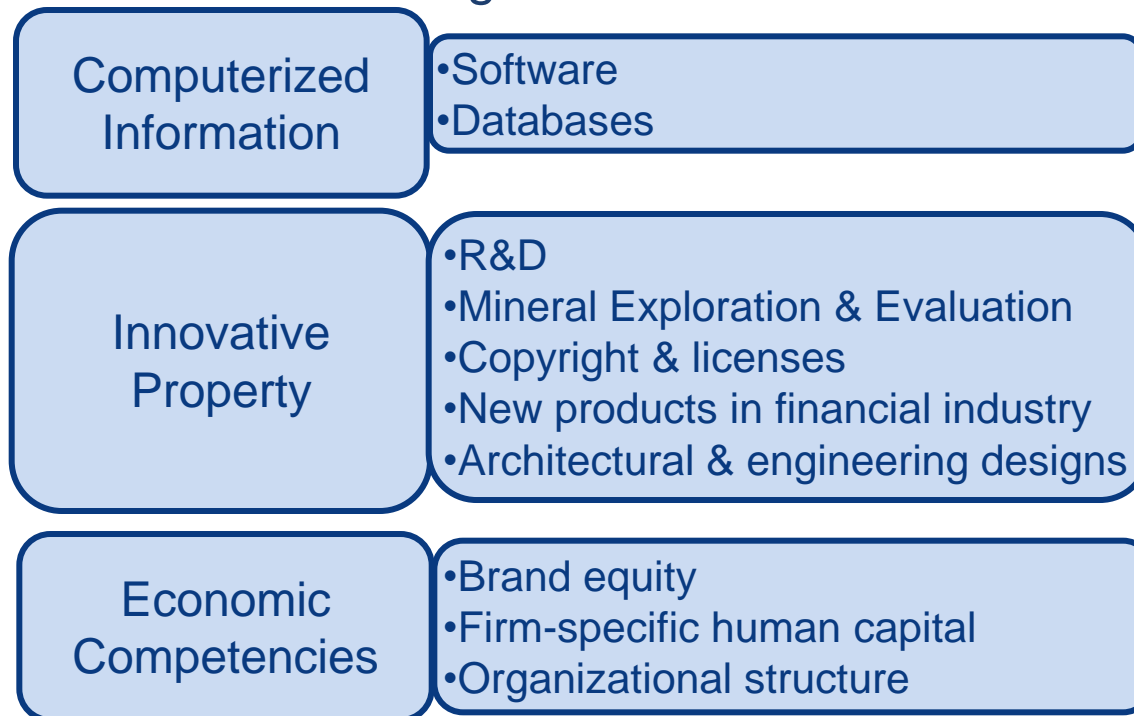 Computerized
Information
•Software
•Databases
Innovative
Property
•R&D
•Mineral Exploration & Evaluation
•Copyright & licenses
•New products in financial industry
•Architectural & engineering designs
Economic
Competencies
•Brand equity
•Firm-specific human capital
•Organizational structure